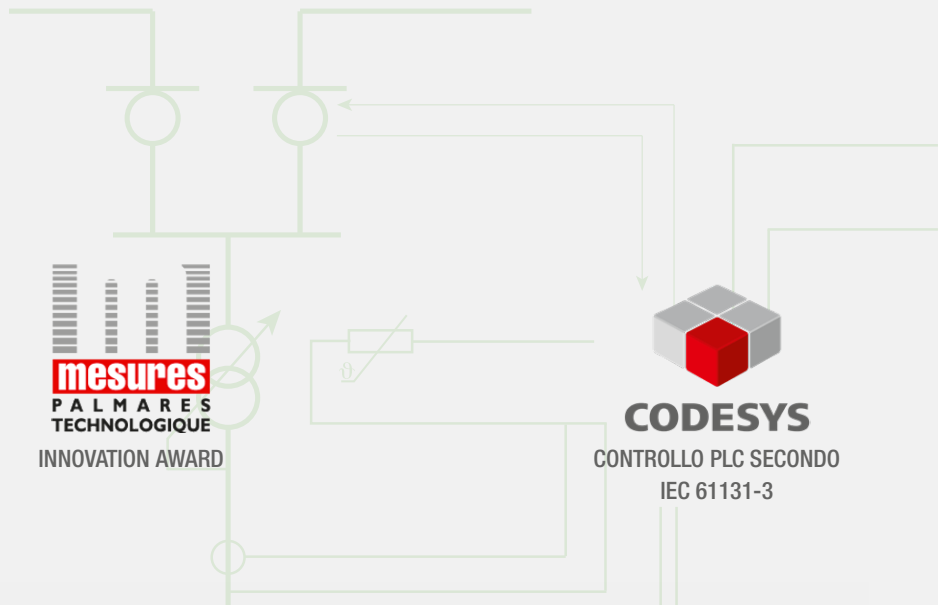 mesures
PALMARES
TECHNOLOGIQUE
INNOVATION AWARD
ϑ
CODESYS
CONTROLLO PLC SECONDO
IEC 61131-3